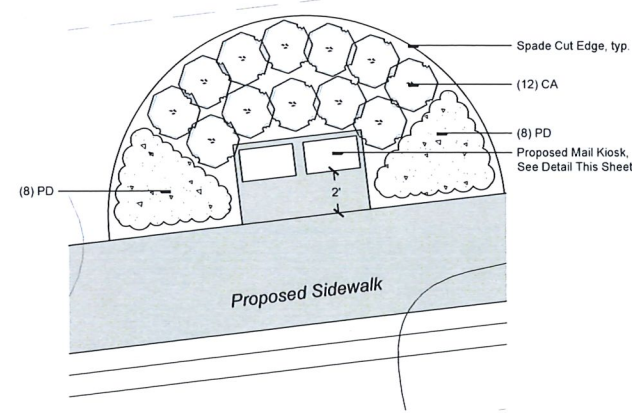 Spade Cut Edge, typ.
(12) CA
(8) PD
Proposed Mail Kiosk,
See Detail This Sheet
(8) PD
2'
Proposed Sidewalk